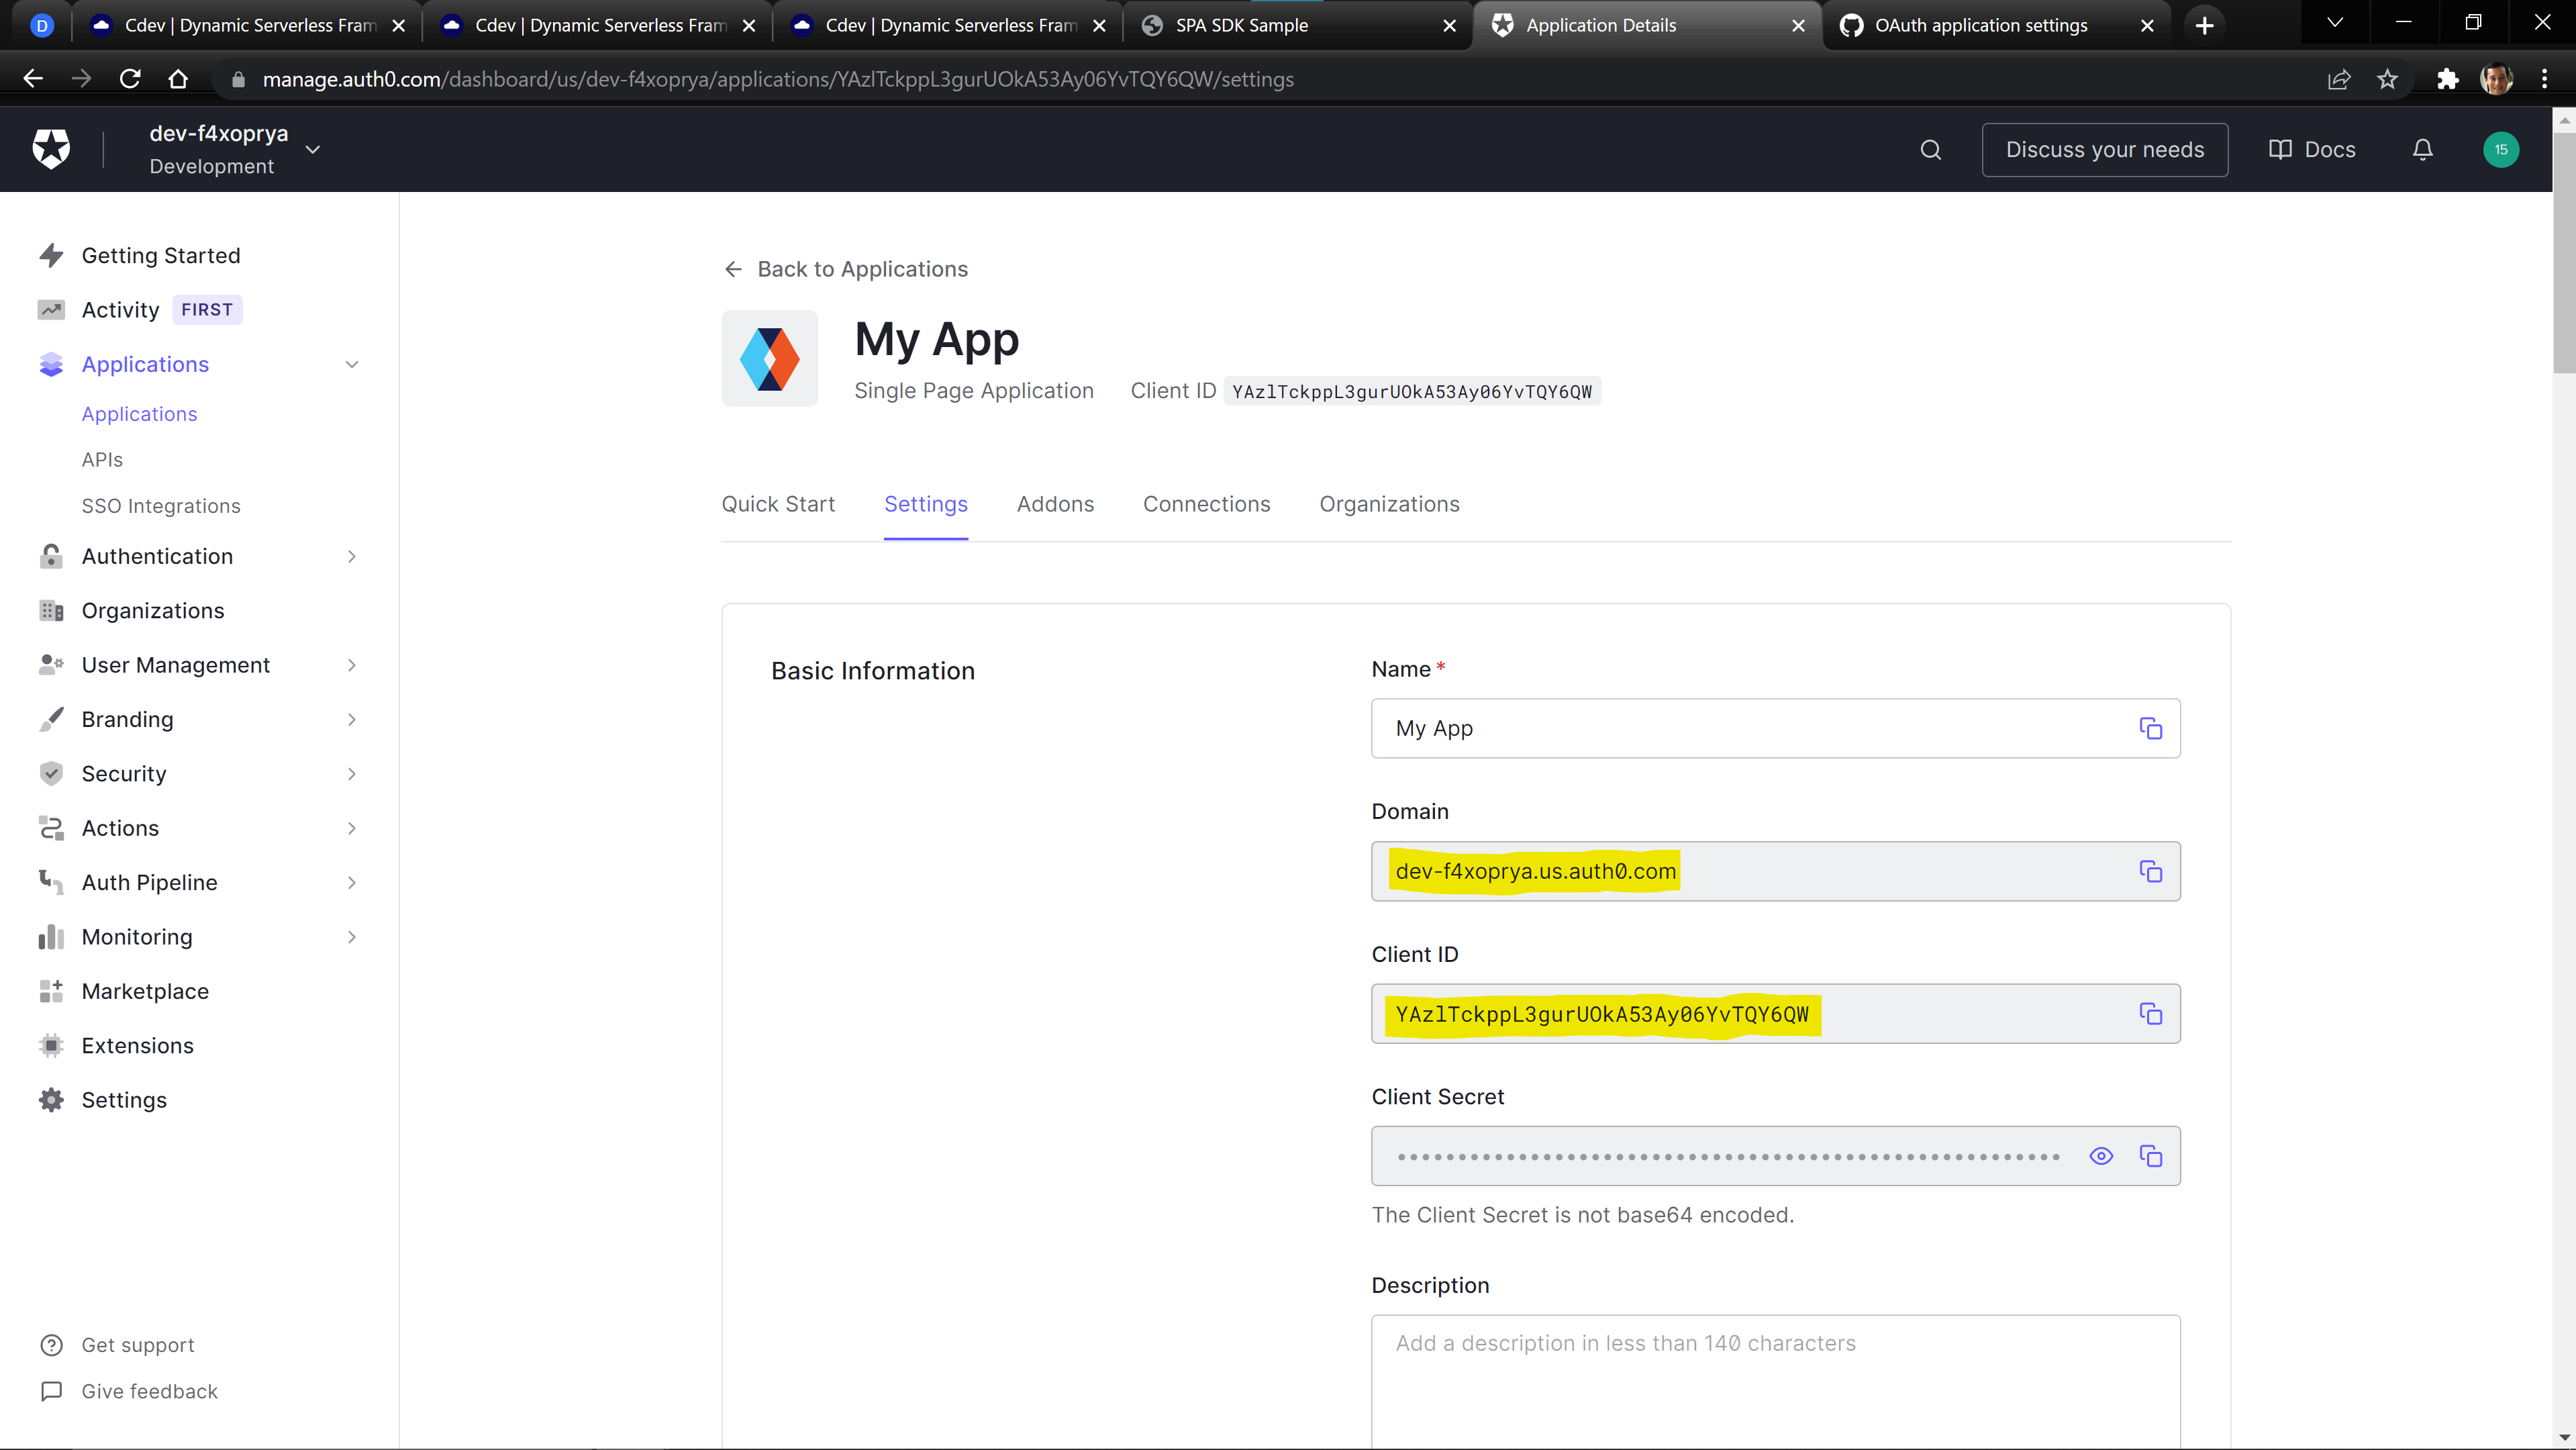 D
Cdev | Dynamic Serverless Fram
Cdev | Dynamic Serverless Fram
Cdev | Dynamic Serverless Fram
SPA SDK Sample
Application Details
OAuth application settings
manage.auth0.com/dashboard/us/dev-f4xoprya/applications/YAzlTckppL3gurUOkA53Ay06YvTQY6QW/settings
dev-f4xoprya
Development
Discuss your needs
Docs
15
Getting Started
Activity FIRST
Applications
Applications
APIs
SSO Integrations
Authentication
Organizations
User Management
Branding
Security
Actions
Auth Pipeline
Monitoring
Marketplace
Extensions
Settings
Get support
Give feedback
Back to Applications
My App
Single Page Application Client ID YAzlTckppL3gurUOkA53Ay06YvTQY6QW
Quick Start Settings Addons Connections Organizations
Basic Information
Name *
My App
Domain
dev-f4xoprya.us.auth0.com
Client ID
YAzlTckppL3gurUOkA53Ay06YvTQY6QW
Client Secret
The Client Secret is not base64 encoded.
Description
Add a description in less than 140 characters